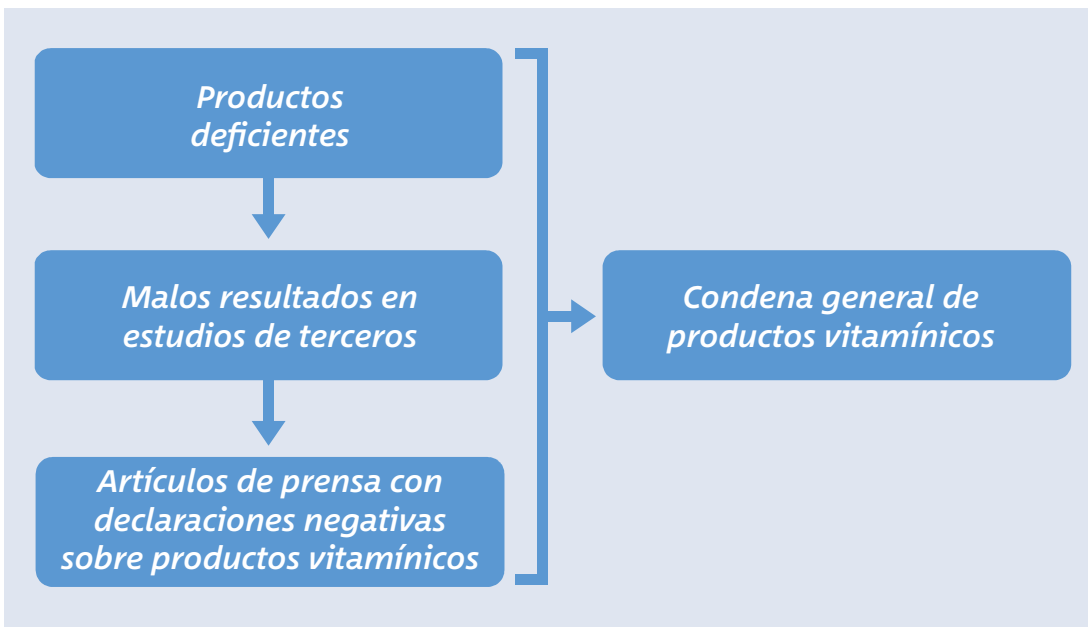 Productos
deficientes
Malos resultados en
estudios de terceros
Artículos de prensa con
declaraciones negativas
sobre productos vitamínicos
Condena general de
productos vitamínicos